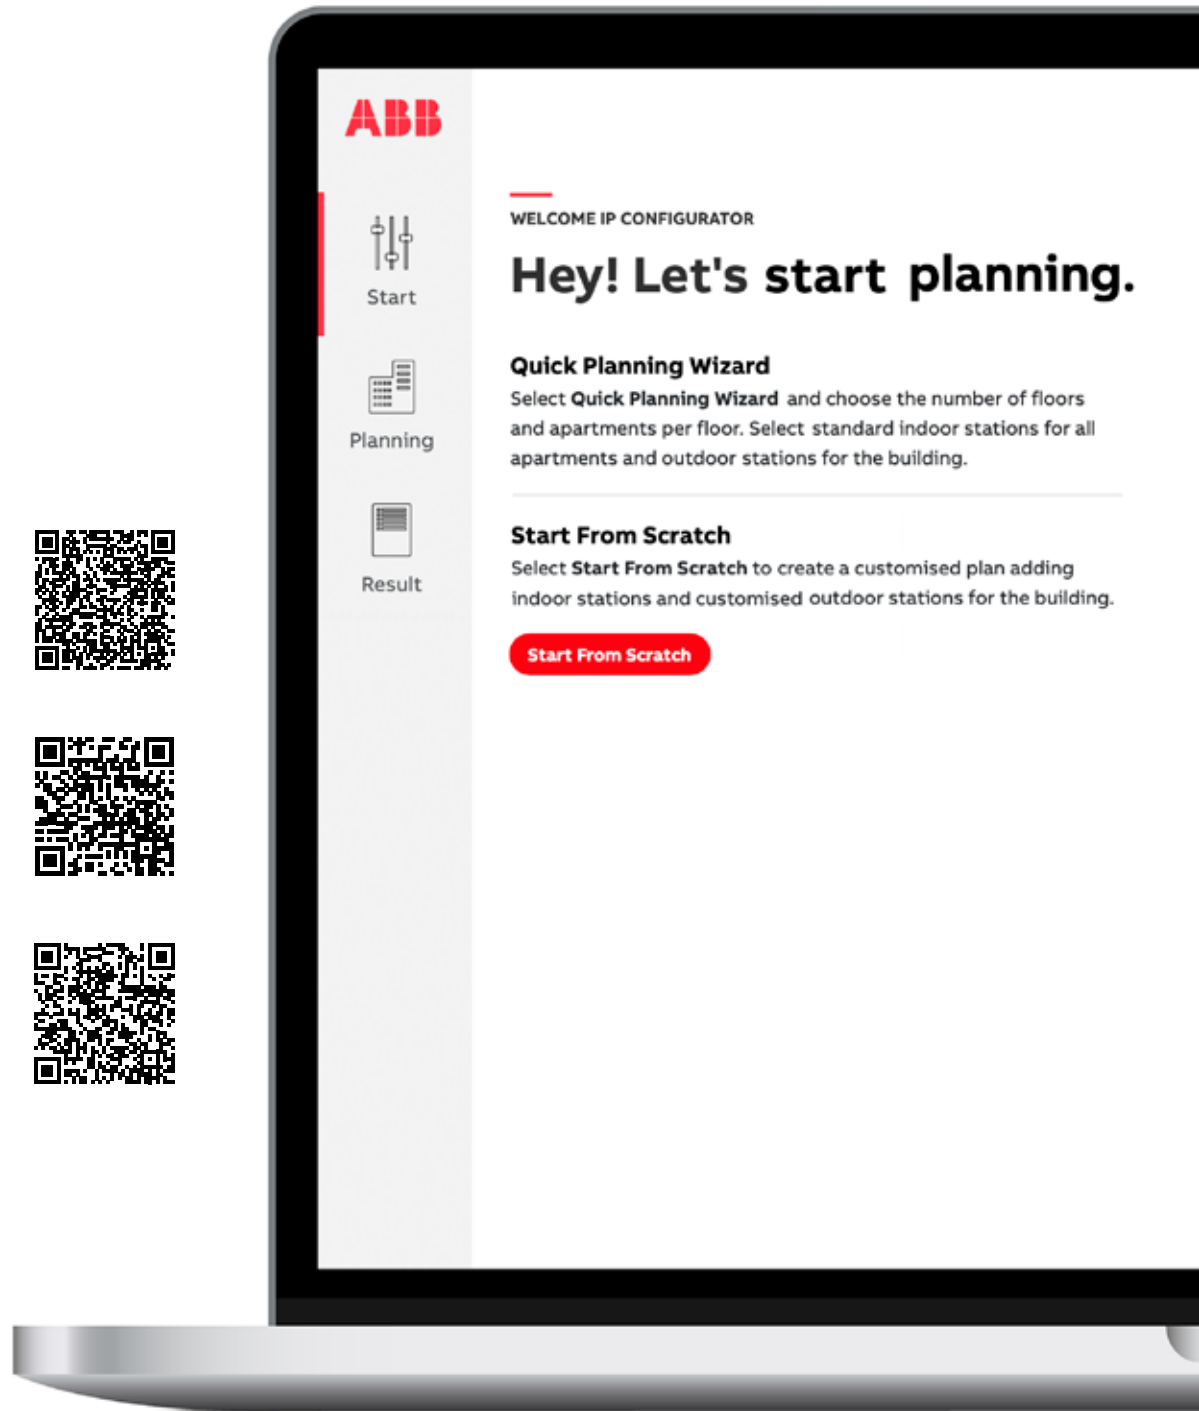 ABB
Start
Planning
Result
WELCOME IP CONFIGURATOR
Hey! Let's start planning.
Quick Planning Wizard
Select Quick Planning Wizard and choose the number of floors
and apartments per floor. Select standard indoor stations for all
apartments and outdoor stations for the building.
Start From Scratch
Select Start From Scratch to create a customised plan adding
indoor stations and customised outdoor stations for the building.
Start From Scratch